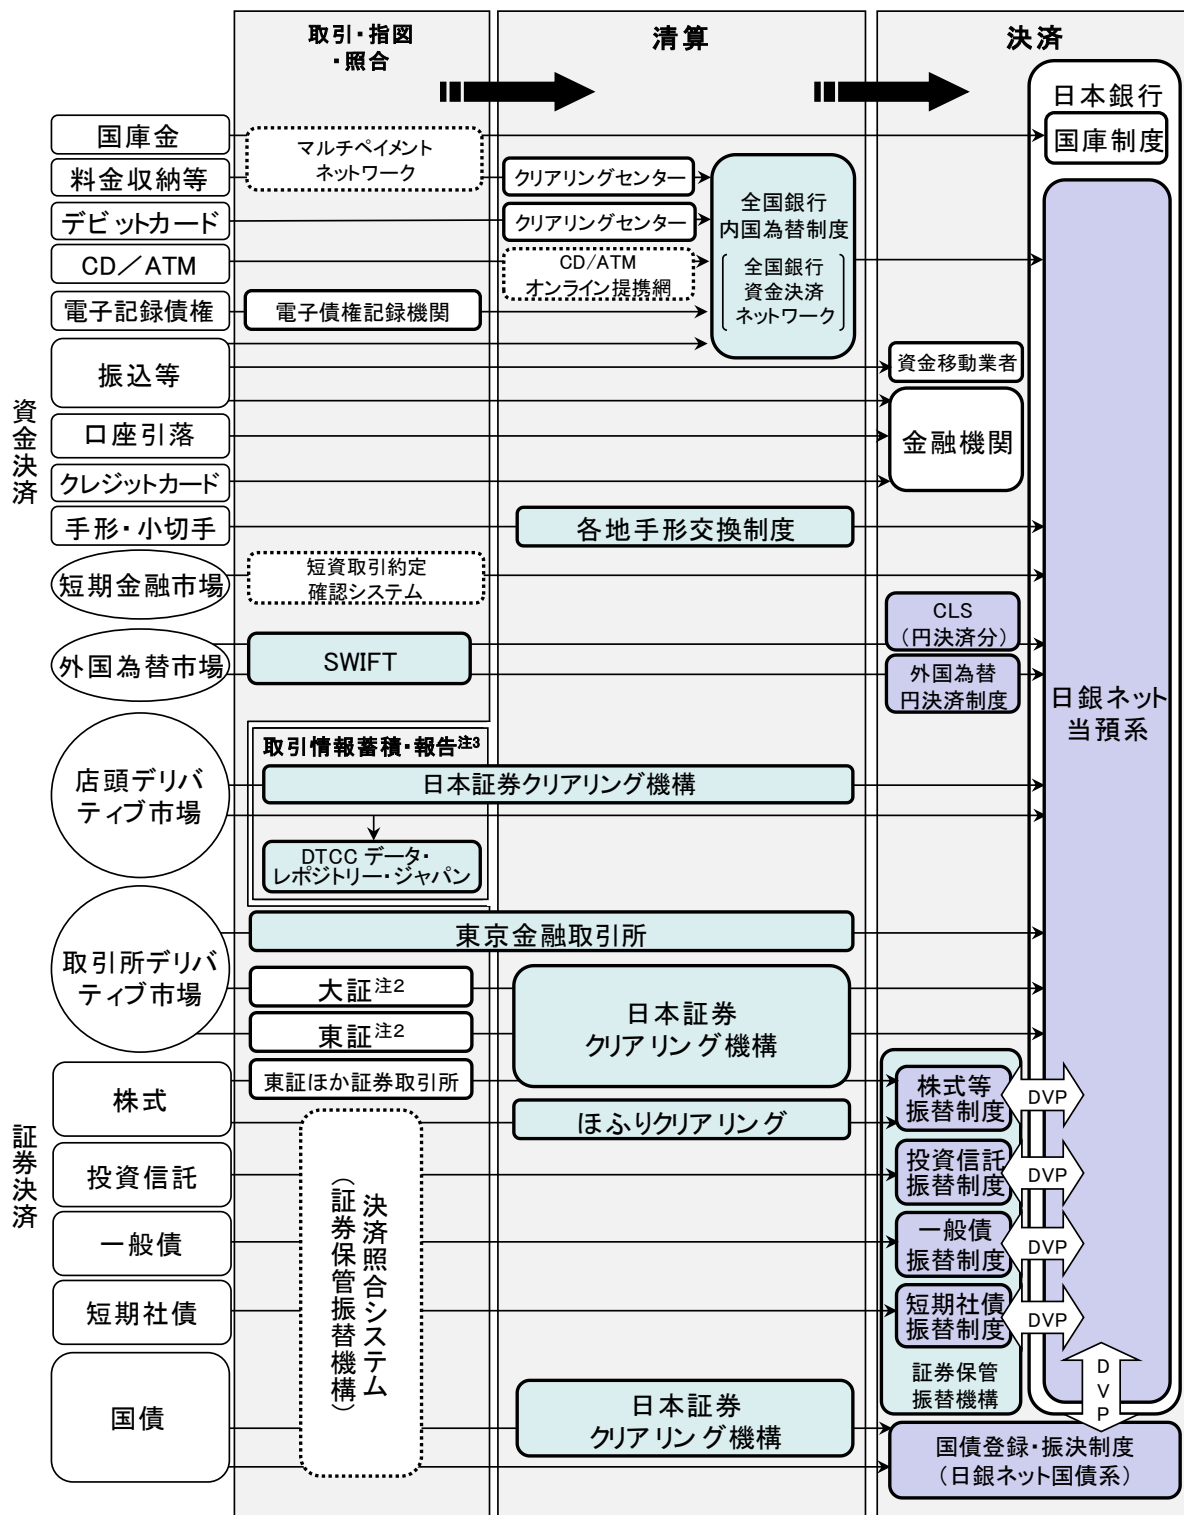 取引・指図
・照合
清算
決済
日本銀行
国庫制度
国庫金
マルチペイメント
ネットワーク
料金収納等
クリアリングセンター
デビットカード
クリアリングセンター
全国銀行
内国為替制度
全国銀行
資金決済
ネットワーク
CD／ATM
CD/ATM
オンライン提携網
電子記録債権
電子債権記録機関
振込等
資金移動業者
資金決済
口座引落
金融機関
クレジットカード
手形・小切手
各地手形交換制度
短期金融市場
短資取引約定
確認システム
外国為替市場
SWIFT
CLS
（円決済分）
外国為替
円決済制度
日銀ネット
当預系
取引情報蓄積・報告注3
店頭デリバ
ティブ市場
日本証券クリアリング機構
DTCC データ・
レポジトリー・ジャパン
取引所デリバ
ティブ市場
東京金融取引所
大証注2
東証注2
日本証券
クリアリング機構
証券決済
株式
東証ほか証券取引所
ほふりクリアリング
株式等
振替制度
DVP
投資信託
投資信託
振替制度
DVP
決済照合システム
（証券保管振替機構）
一般債
一般債
振替制度
DVP
短期社債
短期社債
振替制度
DVP
証券保管
振替機構
DVP
国債
日本証券
クリアリング機構
国債登録・振決制度
（日銀ネット国債系）